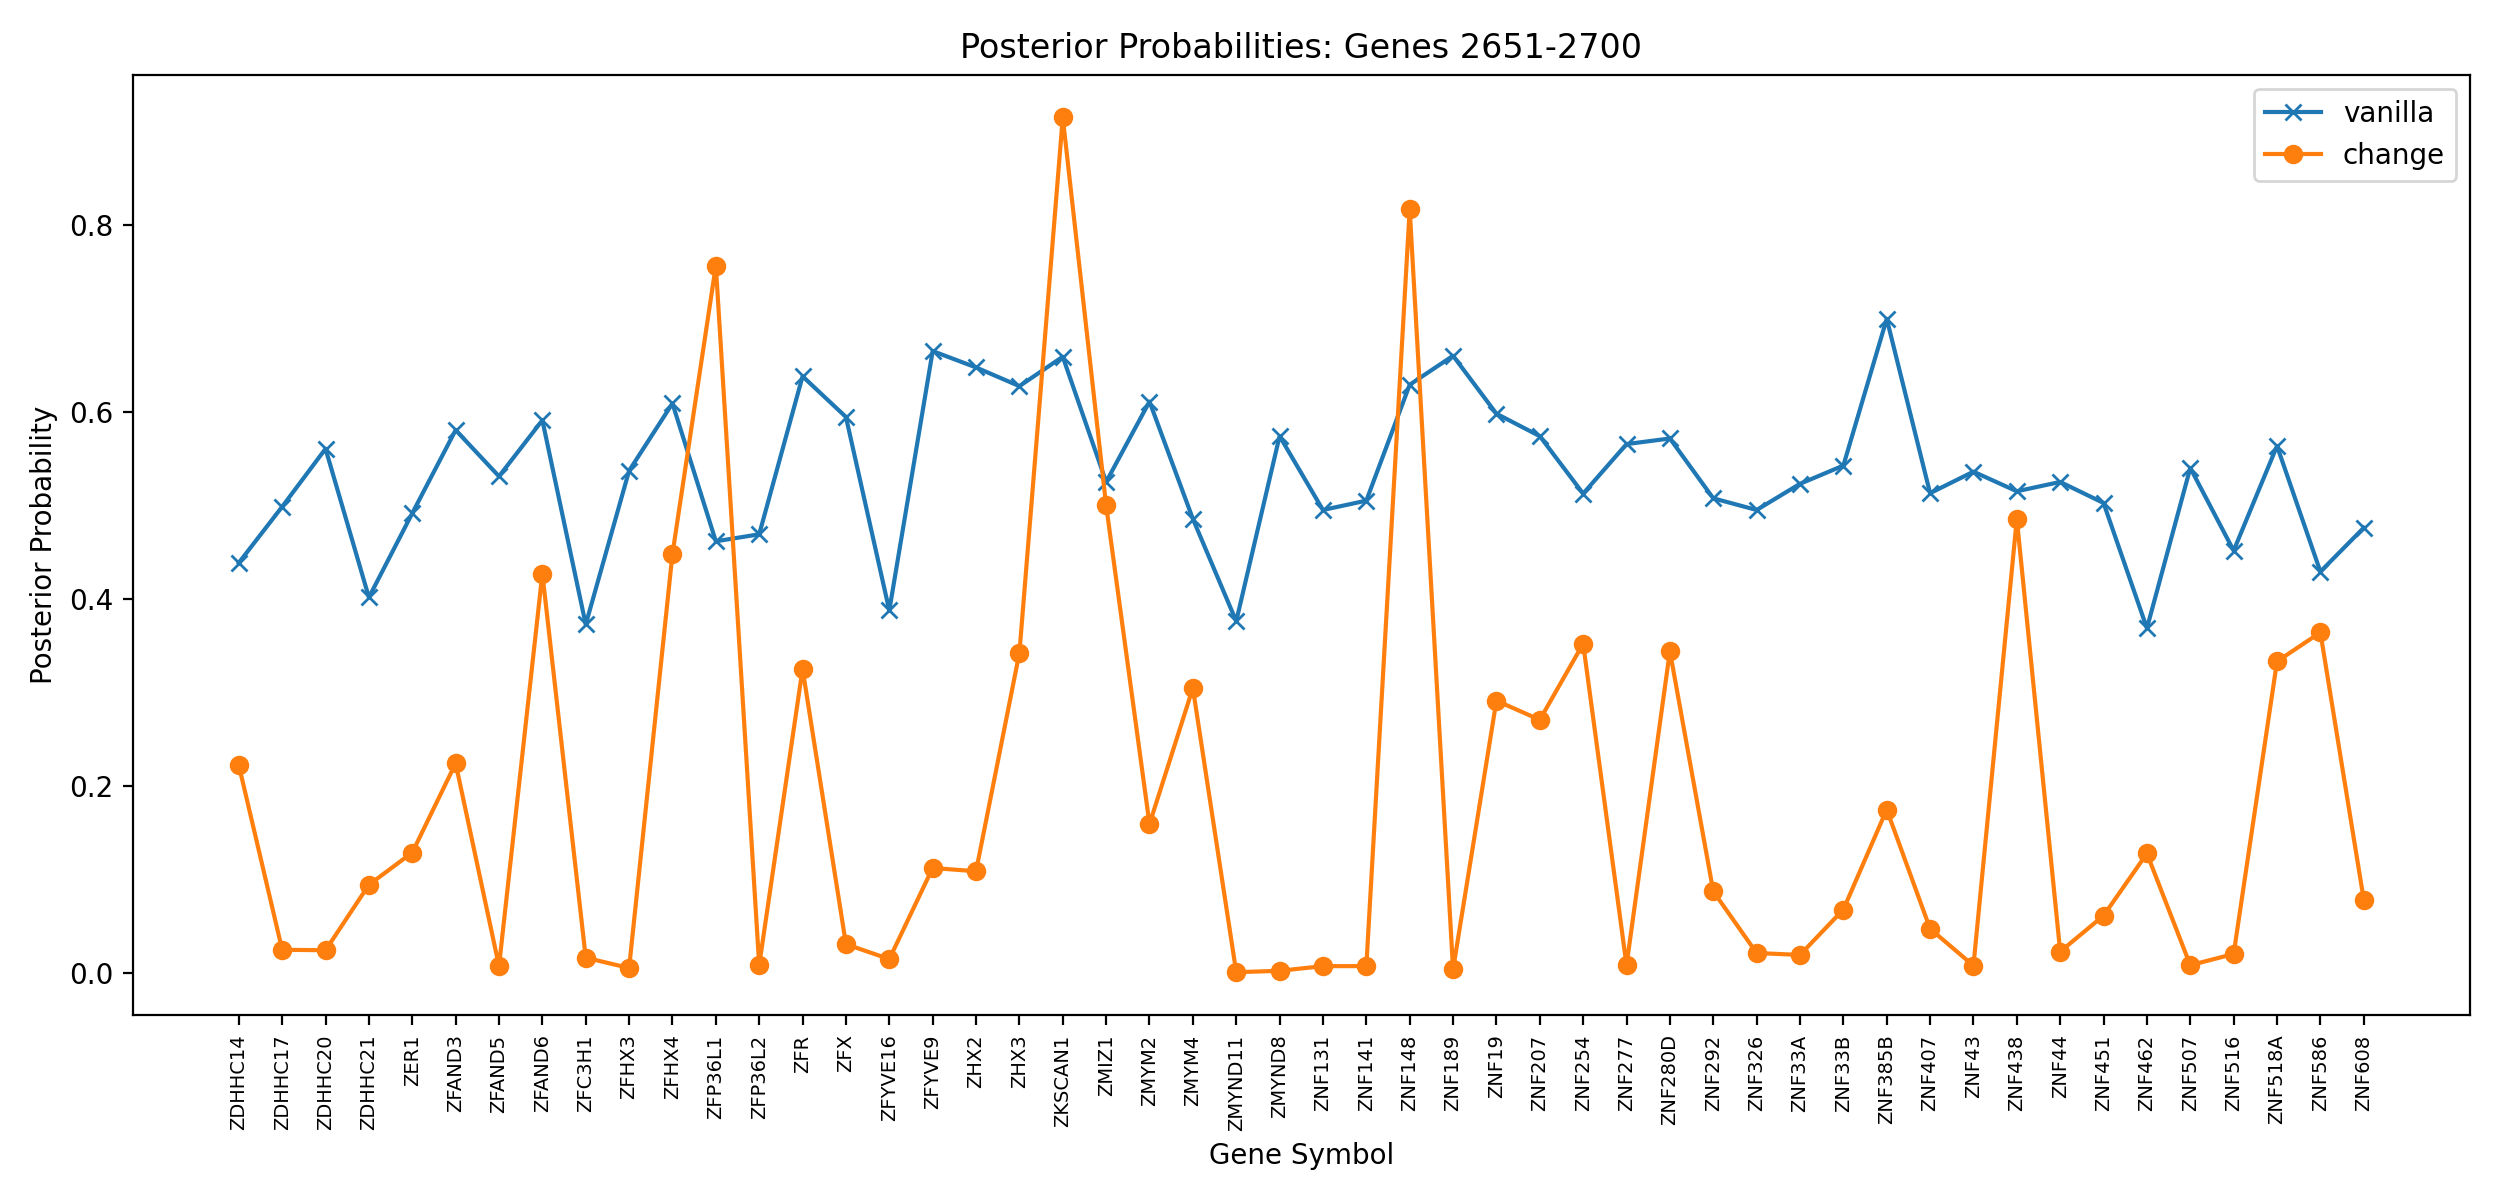 Posterior Probabilities: Genes 2651-2700
vanilla
change
Posterior Probability
0.8
0.6
0.4
0.2
0.0
ZDHHC14
ZDHHC17
ZDHHC20
ZDHHC21
ZER1
ZFAND3
ZFAND5
ZFAND6
ZFC3H1
ZFHX3
ZFHX4
ZFP36L1
ZFP36L2
ZFR
ZFX
ZFYVE16
ZFYVE9
ZHX2
ZHX3
ZKSCAN1
ZMIZ1
ZMYM2
ZMYM4
ZMYND11
ZMYND8
ZNF131
ZNF141
ZNF148
ZNF189
ZNF19
ZNF207
ZNF254
ZNF277
ZNF280D
ZNF292
ZNF326
ZNF33A
ZNF33B
ZNF385B
ZNF407
ZNF43
ZNF438
ZNF44
ZNF451
ZNF462
ZNF507
ZNF516
ZNF518A
ZNF586
ZNF608
Gene Symbol